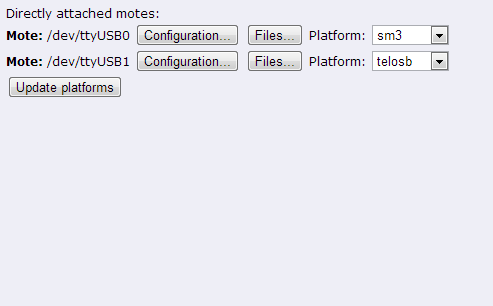 Directly attached motes:
Mote: /dev/ttyUSB0 Configuration... Files... Platform: sm3
Mote: /dev/ttyUSB1 Configuration... Files... Platform: telosb
Update platforms